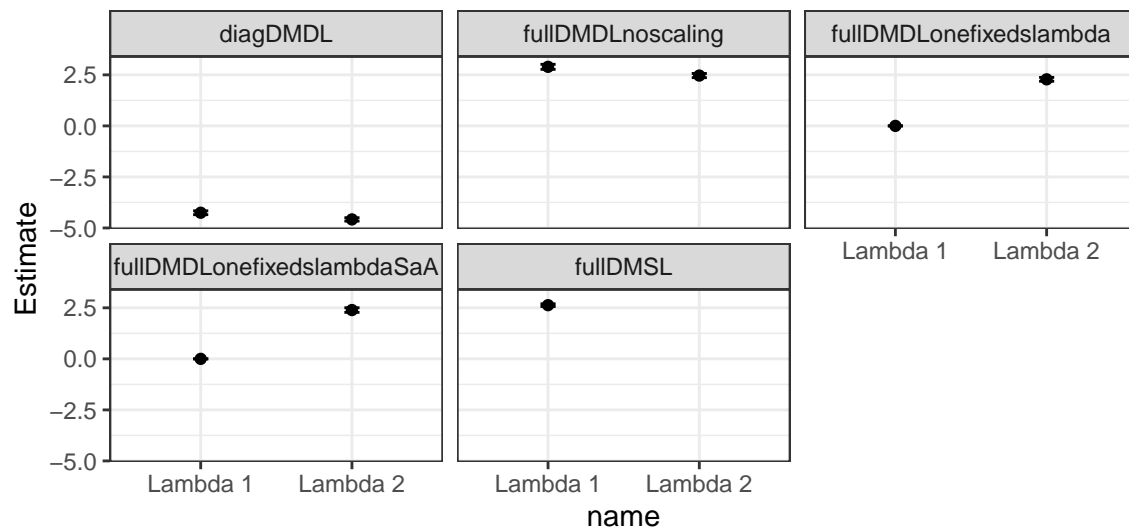 diagDMDL
fullDMDLnoscaling
fullDMDLonefixedslambda
2.5
0.0
−2.5
−5.0
Lambda 1
Lambda 2
fullDMDLonefixedslambdaSaA
fullDMSL
2.5
0.0
−2.5
−5.0
Lambda 1
Lambda 2
Lambda 1
Lambda 2
Estimate
name